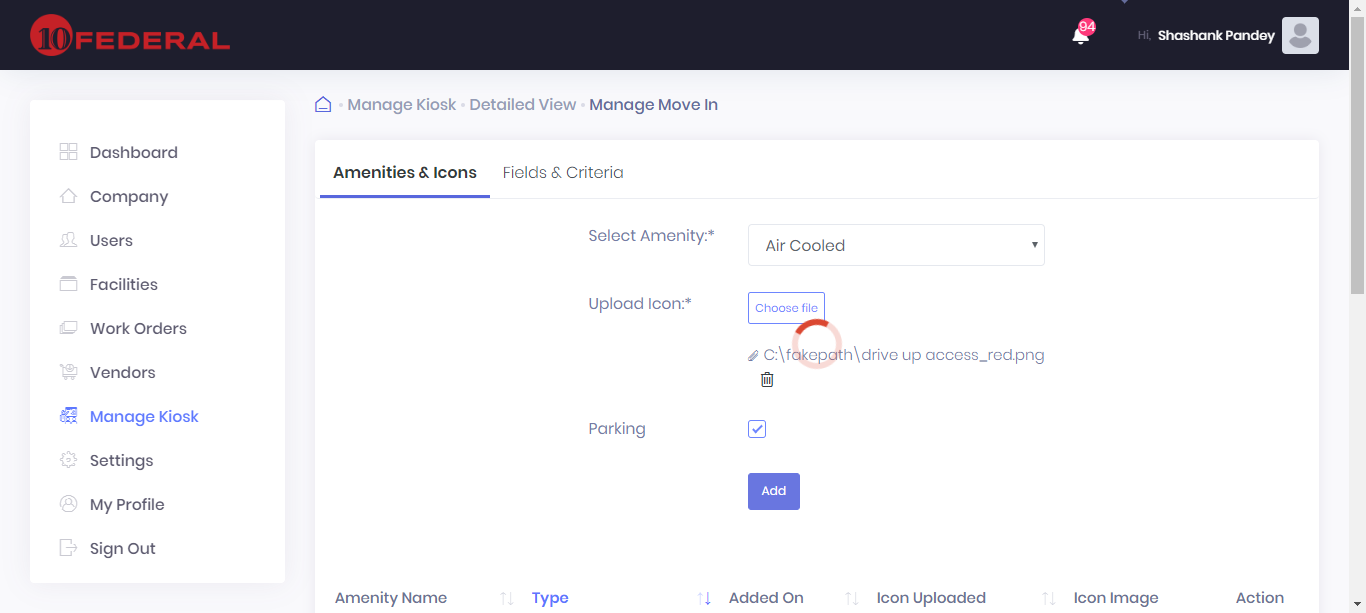 10 FEDERAL
94
Hi, Shashank Pandey
Manage Kiosk • Detailed View • Manage Move In
Dashboard
Company
Users
Facilities
Work Orders
Vendors
Manage Kiosk
Settings
My Profile
Sign Out
Amenities & Icons Fields & Criteria
Select Amenity:* Air Cooled
Upload Icon:* Choose file
C:\fakepath\drive up access_red.png
Parking
Add
Amenity Name Type Added On Icon Uploaded Icon Image Action